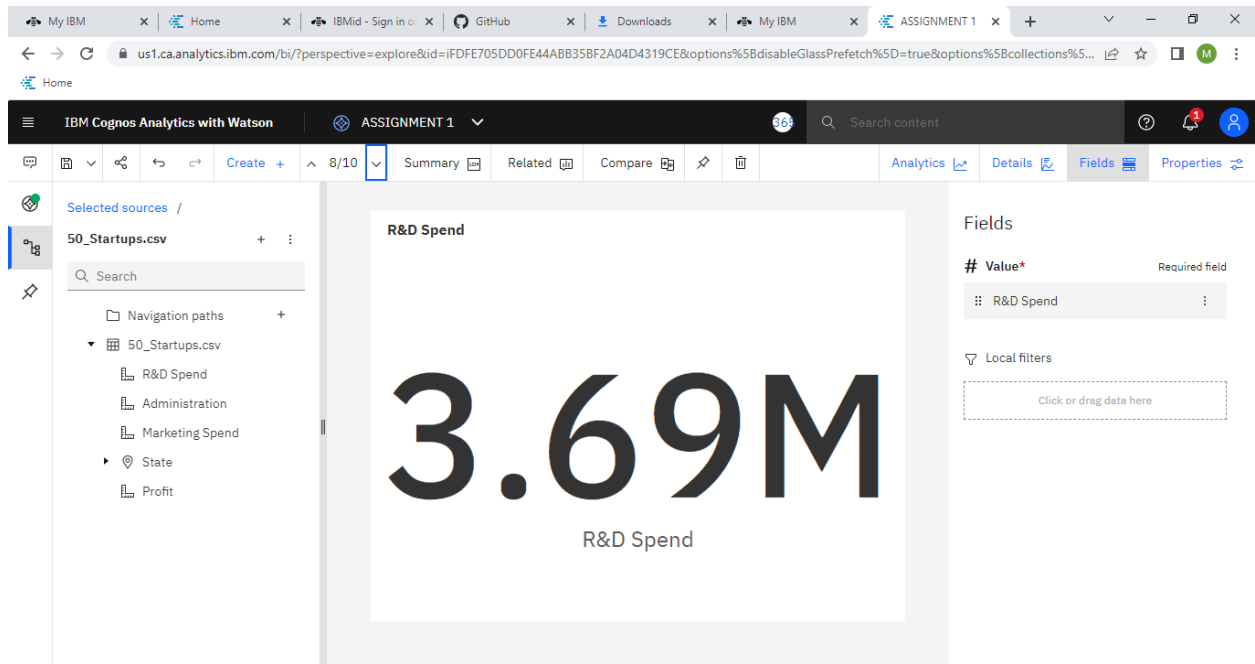 My IBM
Home
IBMid - Sign in o
GitHub
Downloads
My IBM
ASSIGNMENT 1
us1.ca.analytics.ibm.com/bi/?perspective=explore&id=iFDFE705DD0FE44ABB35BF2A04D4319CE&options%5BdisableGlassPrefetch%5D=true&options%5Bcollections%5...
M
Home
IBM Cognos Analytics with Watson
ASSIGNMENT 1
365
Search content
1
Create +
8/10
Summary
Related
Compare
Analytics
Details
Fields
Properties
Selected sources /
50_Startups.csv
Search
Navigation paths
50_Startups.csv
R&D Spend
Administration
Marketing Spend
State
Profit
R&D Spend
3.69M
R&D Spend
Fields
# Value* Required field
R&D Spend
Local filters
Click or drag data here